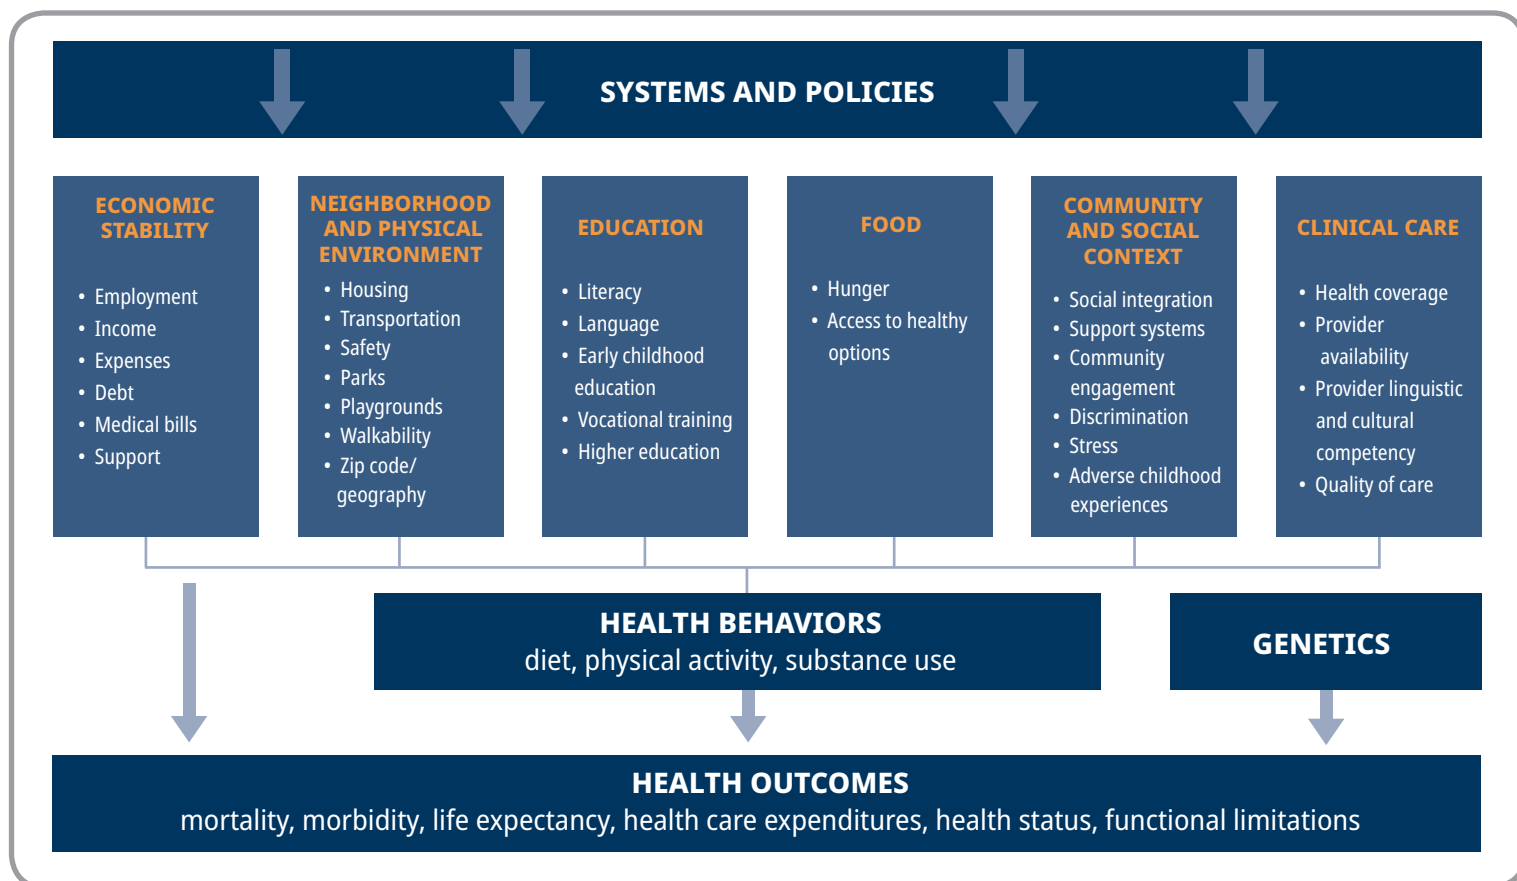 SYSTEMS AND POLICIES
ECONOMIC
STABILITY
• Employment
• Income
• Expenses
• Debt
• Medical bills
• Support
NEIGHBORHOOD
AND PHYSICAL
ENVIRONMENT
• Housing
• Transportation
• Safety
• Parks
• Playgrounds
• Walkability
• Zip code/
geography
EDUCATION
• Literacy
• Language
• Early childhood
education
• Vocational training
• Higher education
FOOD
• Hunger
• Access to healthy
options
COMMUNITY
AND SOCIAL
CONTEXT
• Social integration
• Support systems
• Community
engagement
• Discrimination
• Stress
• Adverse childhood
experiences
CLINICAL CARE
• Health coverage
• Provider
availability
• Provider linguistic
and cultural
competency
• Quality of care
HEALTH BEHAVIORS
diet, physical activity, substance use
GENETICS
HEALTH OUTCOMES
mortality, morbidity, life expectancy, health care expenditures, health status, functional limitations